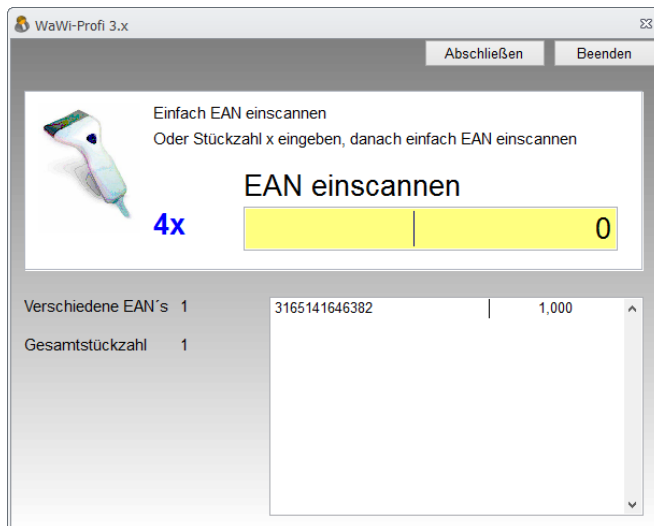 WaWi-Profi 3.x
Abschließen Beenden
Einfach EAN einscannen
Oder Stückzahl x eingeben, danach einfach EAN einscannen
EAN einscannen
4x 0
Verschiedene EAN´s 1 3165141646382 1,000
Gesamtstückzahl 1